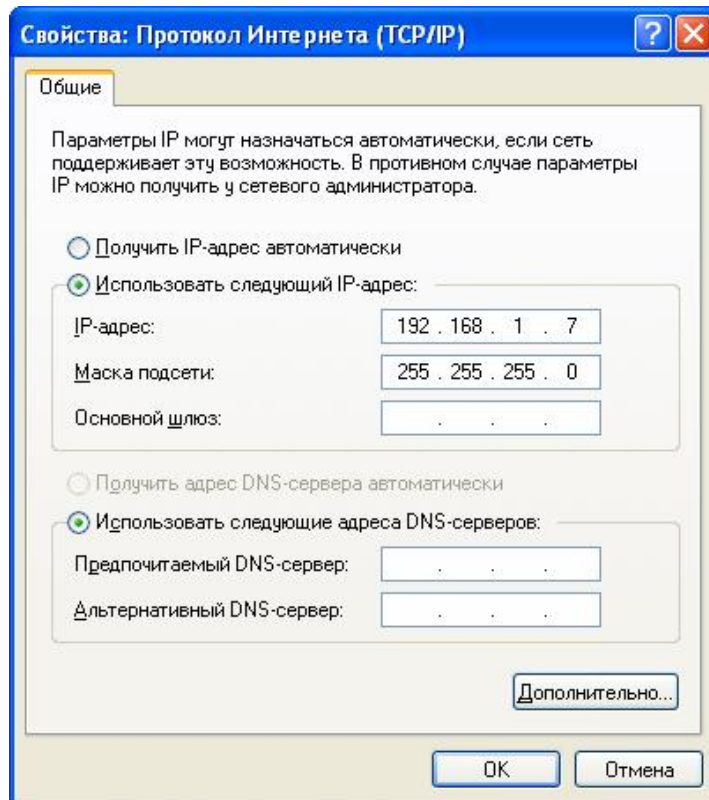 Свойства: Протокол Интернета (TCP/IP)
Общие
Параметры IP могут назначаться автоматически, если сеть
поддерживает эту возможность. В противном случае параметры
IP можно получить у сетевого администратора.
Получить IP-адрес автоматически
Использовать следующий IP-адрес:
IP-адрес: 192 . 168 . 1 . 7
Маска подсети: 255 . 255 . 255 . 0
Основной шлюз: . . .
Получить адрес DNS-сервера автоматически
Использовать следующие адреса DNS-серверов:
Предпочитаемый DNS-сервер: . . .
Альтернативный DNS-сервер: . . .
Дополнительно...
OK Отмена